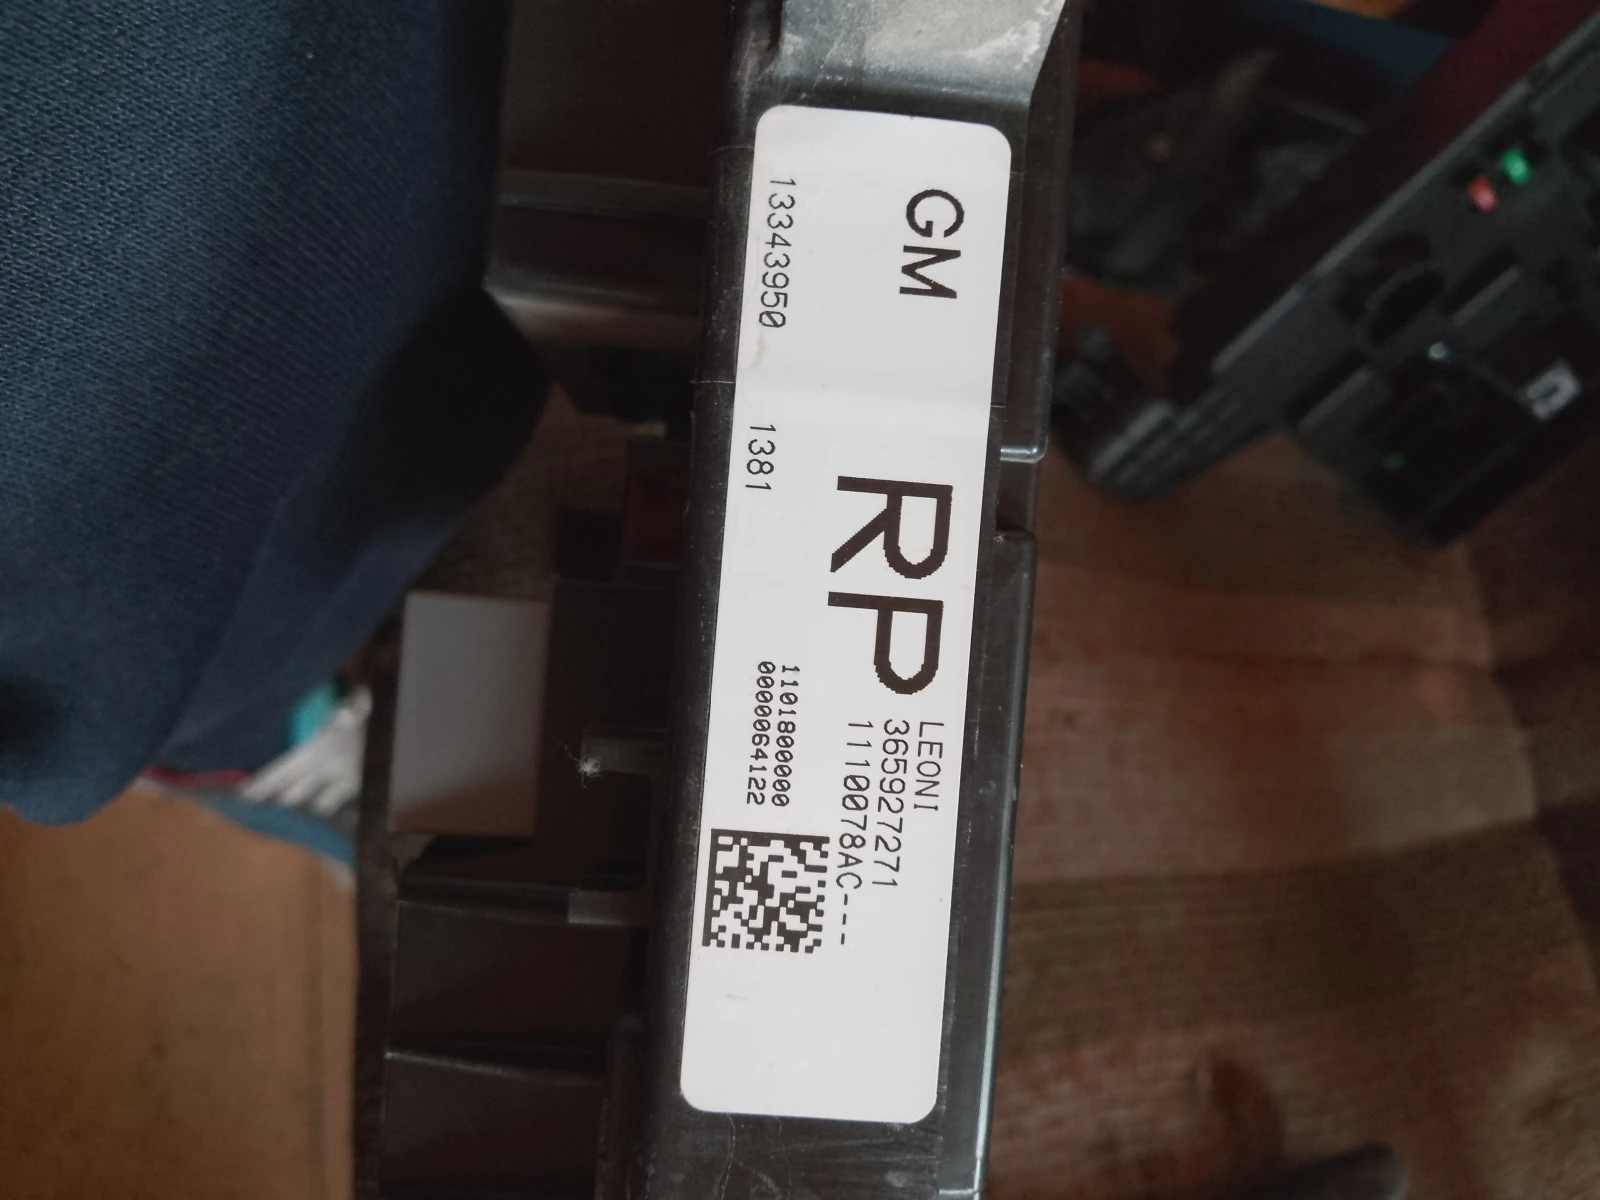 GM
13343950
1381
RP
LEONI
365927271
1110078AC---
1101800000
0000064122